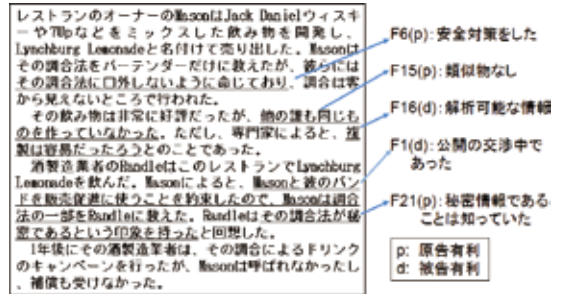 レストランのオーナーのMasonはJack Danielウィスキ
ーや7Upなどをミックスした飲み物を開発し、
Lynchburg Lemonadeと名付けて売り出した。Masonは
その調合法をバーテンダーだけに教えたが、彼らには
その調合法に口外しないように命じており、調合は客
から見えないところで行われた。
その飲み物は非常に好評だったが、他の誰も同じも
のを作っていなかった。ただし、専門家によると、複
製は容易だったろうとのことであった。
酒製造業者のRandleはこのレストランでLynchburg
Lemonadeを飲んだ。Masonによると、Masonと彼のバン
ドを販売促進に使うことを約束したので、Masonは調合
法の一部をRandleに教えた。Randleはその調合法が秘
密であるという印象を持ったと回想した。
1年後にその酒製造業者は、その調合によるドリンク
のキャンペーンを行ったが、Masonは呼ばれなかったし
、補償も受けなかった。
F6(p): 安全対策をした
F15(p): 類似物なし
F16(d): 解析可能な情報
F1(d): 公開の交渉中で
あった
F21(p): 秘密情報である
ことは知っていた
p: 原告有利
d: 被告有利